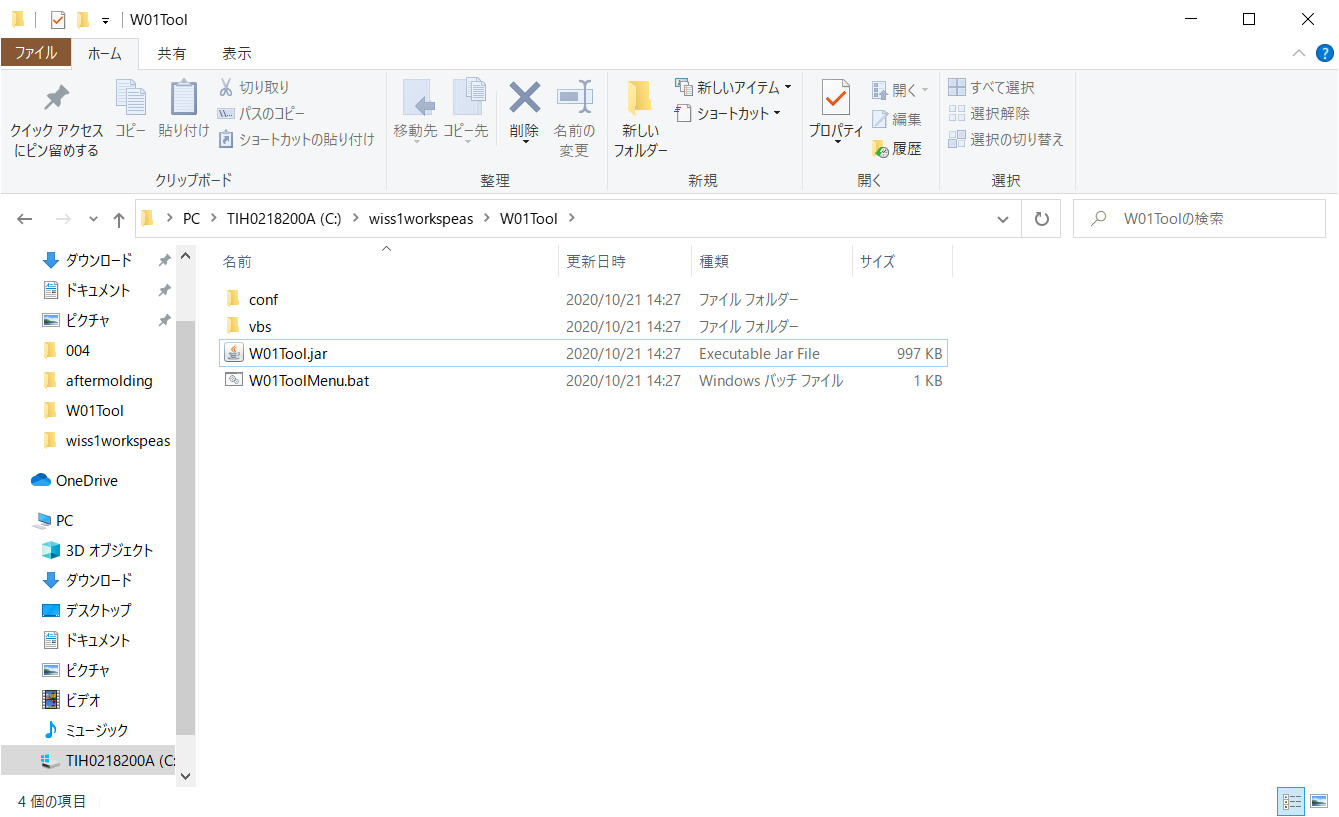 W01Tool
ファイル ホーム 共有 表示
クイック アクセス
にピン留めする
コピー
貼り付け
切り取り
パスのコピー
ショートカットの貼り付け
クリップボード
移動先
コピー先
削除
名前の
変更
整理
新しい
フォルダー
新しいアイテム
ショートカット
新規
プロパティ
開く
編集
履歴
開く
すべて選択
選択解除
選択の切り替え
選択
PC > TIH0218200A (C:) > wiss1workspeas > W01Tool >
W01Toolの検索
ダウンロード
ドキュメント
ピクチャ
004
aftermolding
W01Tool
wiss1workspeas
OneDrive
PC
3D オブジェクト
ダウンロード
デスクトップ
ドキュメント
ピクチャ
ビデオ
ミュージック
TIH0218200A (C:
名前 更新日時 種類 サイズ
conf 2020/10/21 14:27 ファイル フォルダー
vbs 2020/10/21 14:27 ファイル フォルダー
W01Tool.jar 2020/10/21 14:27 Executable Jar File 997 KB
W01ToolMenu.bat 2020/10/21 14:27 Windows バッチ ファイル 1 KB
4 個の項目